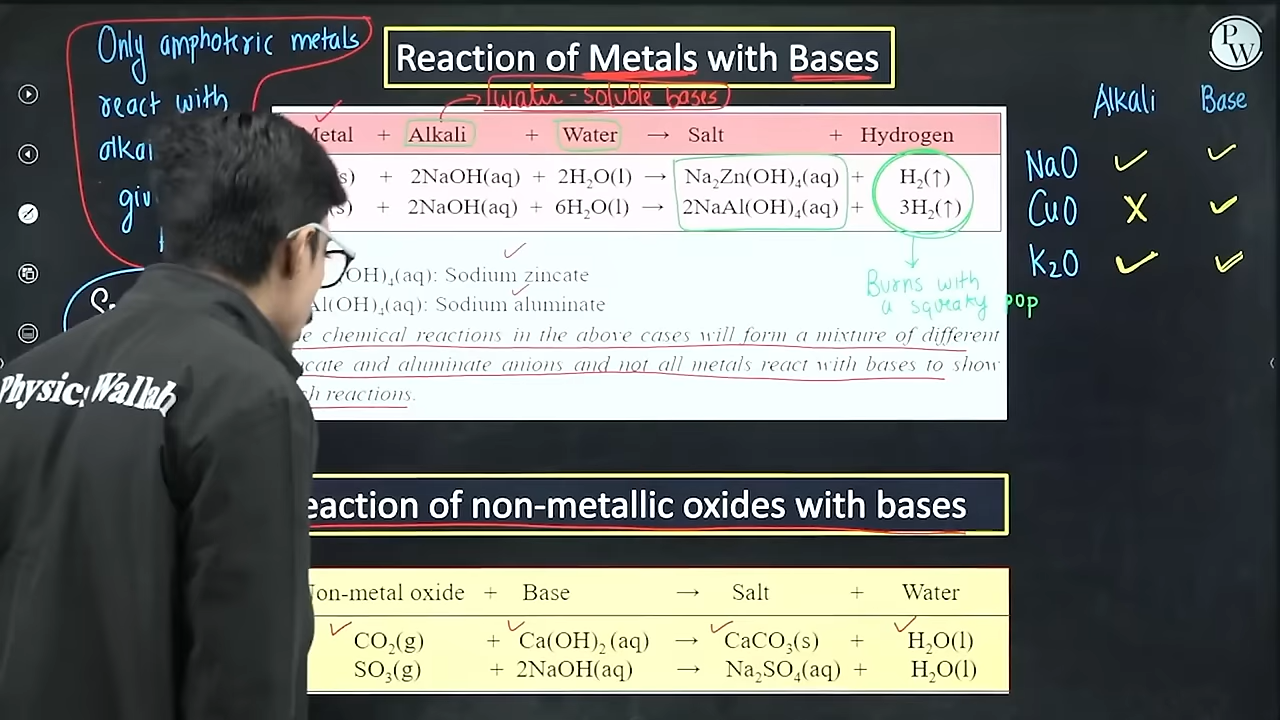 Only amphoteric metals
react with
PW
Reaction of Metals with Bases
Water-soluble bases
Metal + Alkali + Water → Salt + Hydrogen
+ 2NaOH(aq) + 2H₂O(l) → Na₂Zn(OH)₄(aq) + H₂(↑)
+ 2NaOH(aq) + 6H₂O(l) → 2NaAl(OH)₄(aq) + 3H₂(↑)
(OH)₄(aq): Sodium zincate
Al(OH)₄(aq): Sodium aluminate
chemical reactions in the above cases will form a mixture of different
and aluminate anions and not all metals react with bases to show
reactions.
Burns with
a squeaky pop
Alkali Base
NaO ✓ ✓
CuO X ✓
K2O ✓ ✓
Physics Wallah
eaction of non-metallic oxides with bases
Non-metal oxide + Base → Salt + Water
CO₂(g) + Ca(OH)₂(aq) → CaCO₃(s) + H₂O(l)
SO₃(g) + 2NaOH(aq) → Na₂SO₄(aq) + H₂O(l)